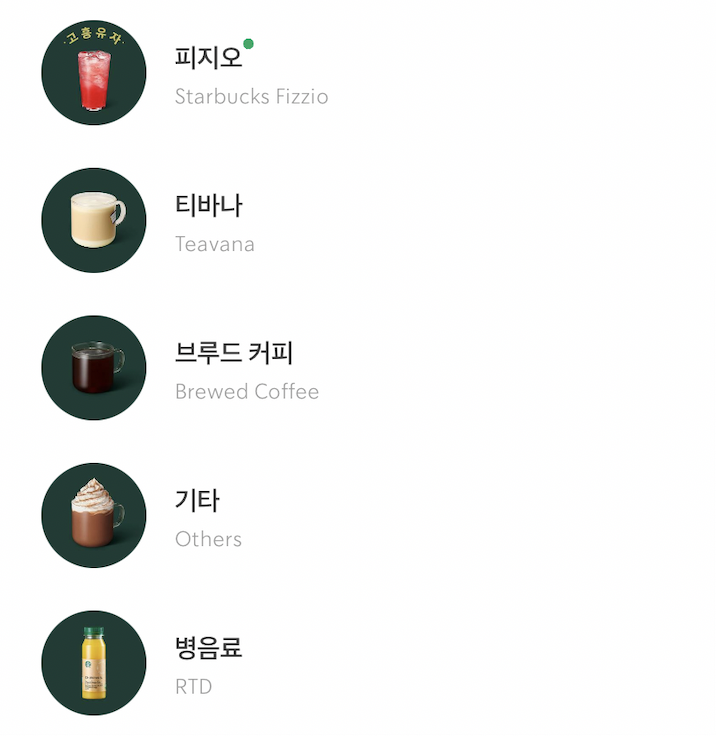 ·고흥유자·
피지오
Starbucks Fizzio
티바나
Teavana
브루드 커피
Brewed Coffee
기타
Others
병음료
RTD